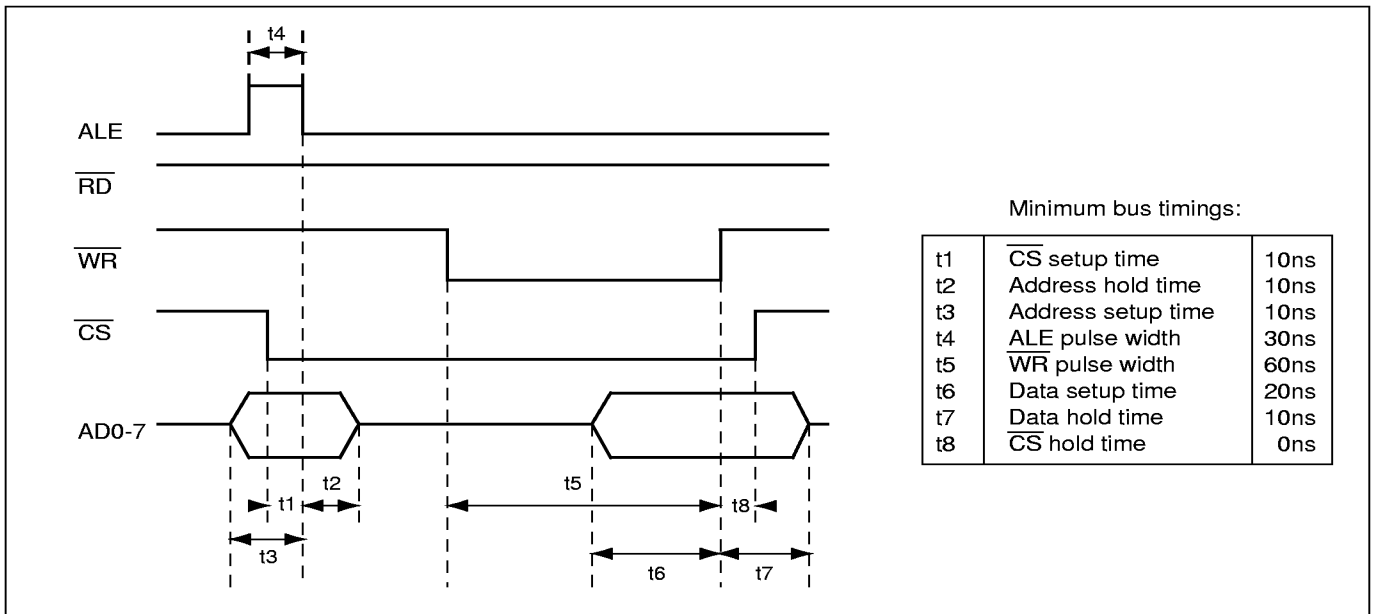 t4
ALE
RD
WR
CS
AD0-7
t1
t2
t3
t5
t8
t6
t7
Minimum bus timings:
t1 CS setup time 10ns
t2 Address hold time 10ns
t3 Address setup time 10ns
t4 ALE pulse width 30ns
t5 WR pulse width 60ns
t6 Data setup time 20ns
t7 Data hold time 10ns
t8 CS hold time 0ns